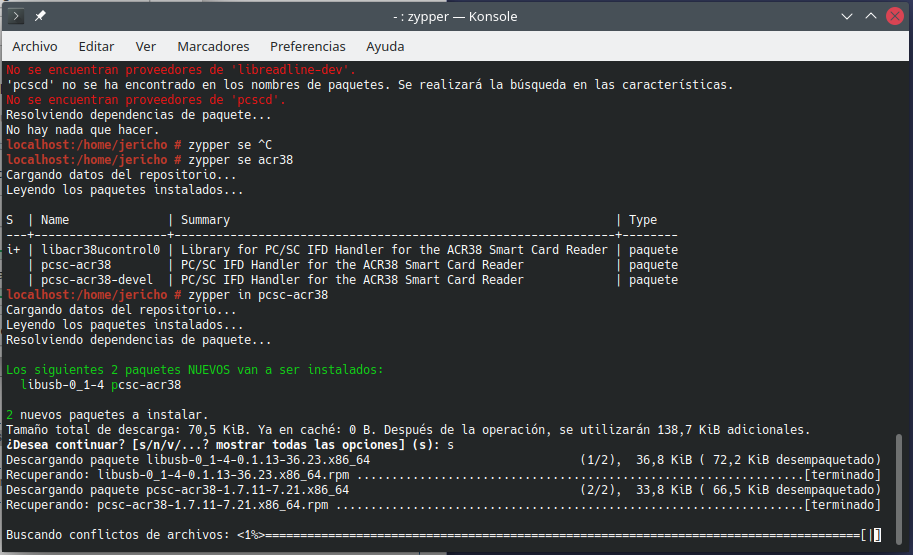 - : zypper — Konsole
Archivo Editar Ver Marcadores Preferencias Ayuda
No se encuentran proveedores de 'libreadline-dev'.
'pcscd' no se ha encontrado en los nombres de paquetes. Se realizará la búsqueda en las características.
No se encuentran proveedores de 'pcscd'.
Resolviendo dependencias de paquete...
No hay nada que hacer.
localhost:/home/jericho # zypper se ^C
localhost:/home/jericho # zypper se acr38
Cargando datos del repositorio...
Leyendo los paquetes instalados...
S  | Name             | Summary                                                       | Type
---+------------------+---------------------------------------------------------------+--------
i+ | libacr38ucontrol0 | Library for PC/SC IFD Handler for the ACR38 Smart Card Reader | paquete
   | pcsc-acr38        | PC/SC IFD Handler for the ACR38 Smart Card Reader             | paquete
   | pcsc-acr38-devel  | PC/SC IFD Handler for the ACR38 Smart Card Reader             | paquete
localhost:/home/jericho # zypper in pcsc-acr38
Cargando datos del repositorio...
Leyendo los paquetes instalados...
Resolviendo dependencias de paquete...
Los siguientes 2 paquetes NUEVOS van a ser instalados:
  libusb-0_1-4 pcsc-acr38
2 nuevos paquetes a instalar.
Tamaño total de descarga: 70,5 KiB. Ya en caché: 0 B. Después de la operación, se utilizarán 138,7 KiB adicionales.
¿Desea continuar? [s/n/v/...? mostrar todas las opciones] (s): s
Descargando paquete libusb-0_1-4-0.1.13-36.23.x86_64 (1/2), 36,8 KiB ( 72,2 KiB desempaquetado)
Recuperando: libusb-0_1-4-0.1.13-36.23.x86_64.rpm ................................................................[terminado]
Descargando paquete pcsc-acr38-1.7.11-7.21.x86_64 (2/2), 33,8 KiB ( 66,5 KiB desempaquetado)
Recuperando: pcsc-acr38-1.7.11-7.21.x86_64.rpm ...................................................................[terminado]
Buscando conflictos de archivos: <1%>=====================================================================================[|]